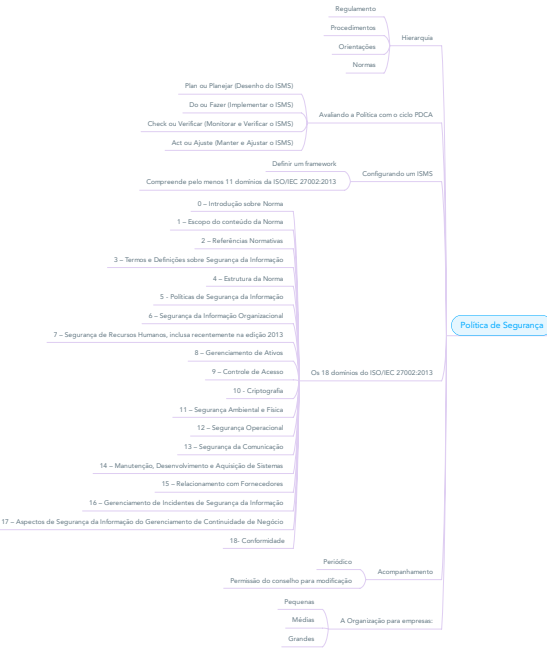 Regulamento
Procedimentos
Orientações
Normas
Hierarquia
Plan ou Planejar (Desenho do ISMS)
Do ou Fazer (Implementar o ISMS)
Check ou Verificar (Monitorar e Verificar o ISMS)
Act ou Ajuste (Manter e Ajustar o ISMS)
Avaliando a Política com o ciclo PDCA
Definir um framework
Compreende pelo menos 11 domínios da ISO/IEC 27002:2013
Configurando um ISMS
0 – Introdução sobre Norma
1 – Escopo do conteúdo da Norma
2 – Referências Normativas
3 – Termos e Definições sobre Segurança da Informação
4 – Estrutura da Norma
5 - Políticas de Segurança da Informação
6 – Segurança da Informação Organizacional
7 – Segurança de Recursos Humanos, inclusa recentemente na edição 2013
8 – Gerenciamento de Ativos
9 – Controle de Acesso
10 - Criptografia
11 – Segurança Ambiental e Física
12 – Segurança Operacional
13 – Segurança da Comunicação
14 – Manutenção, Desenvolvimento e Aquisição de Sistemas
15 – Relacionamento com Fornecedores
16 – Gerenciamento de Incidentes de Segurança da Informação
17 – Aspectos de Segurança da Informação do Gerenciamento de Continuidade de Negócio
18- Conformidade
Os 18 domínios do ISO/IEC 27002:2013
Política de Segurança
Periódico
Permissão do conselho para modificação
Acompanhamento
Pequenas
Médias
Grandes
A Organização para empresas: